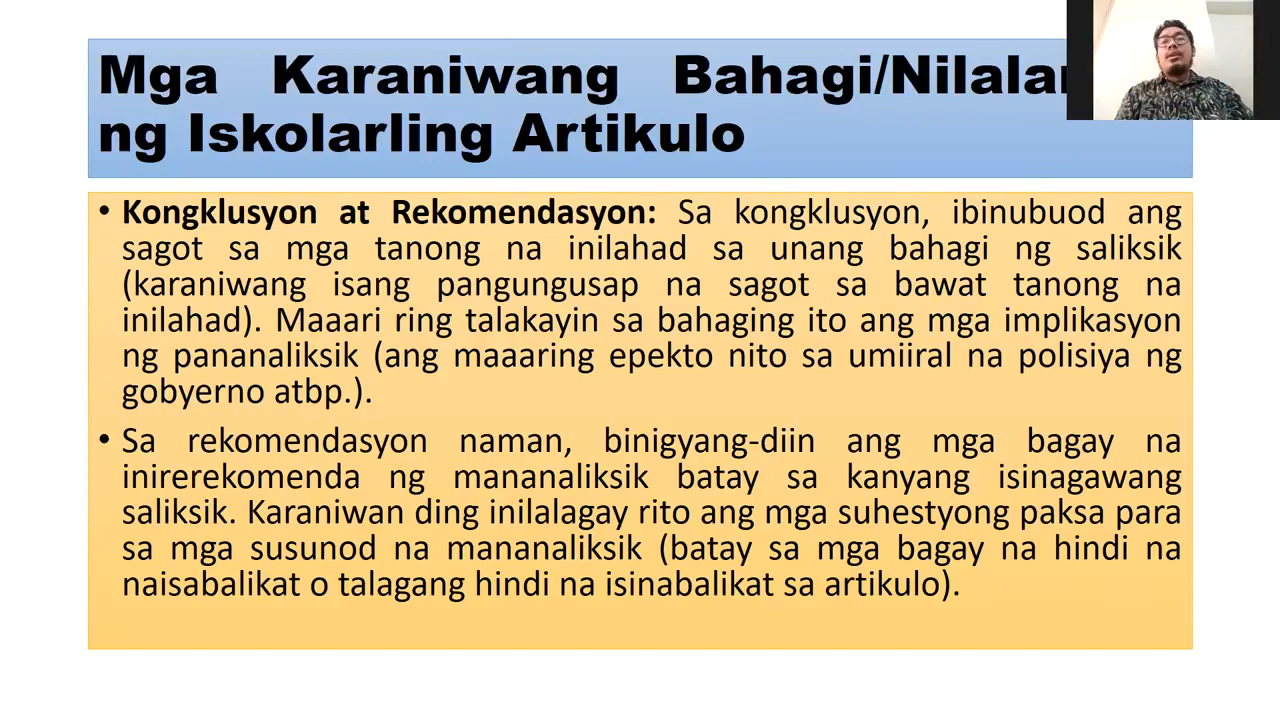 Mga Karaniwang Bahagi/Nilala
ng Iskolarling Artikulo
• Kongklusyon at Rekomendasyon: Sa kongklusyon, ibinubuod ang
sagot sa mga tanong na inilahad sa unang bahagi ng saliksik
(karaniwang isang pangungusap na sagot sa bawat tanong na
inilahad). Maaari ring talakayin sa bahaging ito ang mga implikasyon
ng pananaliksik (ang maaaring epekto nito sa umiiral na polisiya ng
gobyerno atbp.).
• Sa rekomendasyon naman, binigyang-diin ang mga bagay na
inirerekomenda ng mananaliksik batay sa kanyang isinagawang
saliksik. Karaniwan ding inilalagay rito ang mga suhestyong paksa para
sa mga susunod na mananaliksik (batay sa mga bagay na hindi na
naisabalikat o talagang hindi na isinabalikat sa artikulo).